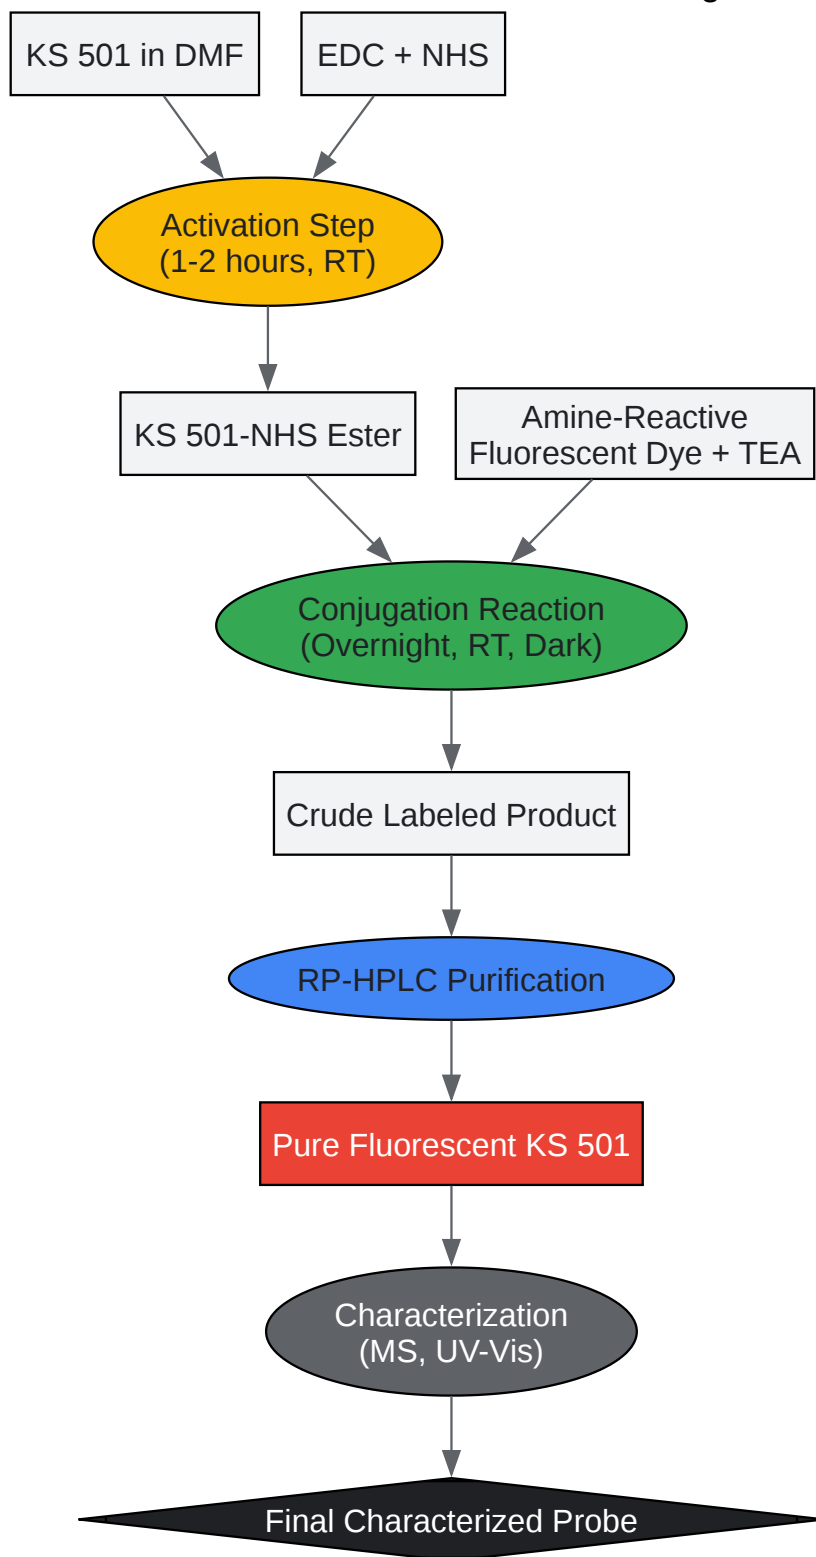 KS 501 in DMF
EDC + NHS
Activation Step
(1-2 hours, RT)
KS 501-NHS Ester
Amine-Reactive
Fluorescent Dye + TEA
Conjugation Reaction
(Overnight, RT, Dark)
Crude Labeled Product
RP-HPLC Purification
Pure Fluorescent KS 501
Characterization
(MS, UV-Vis)
Final Characterized Probe